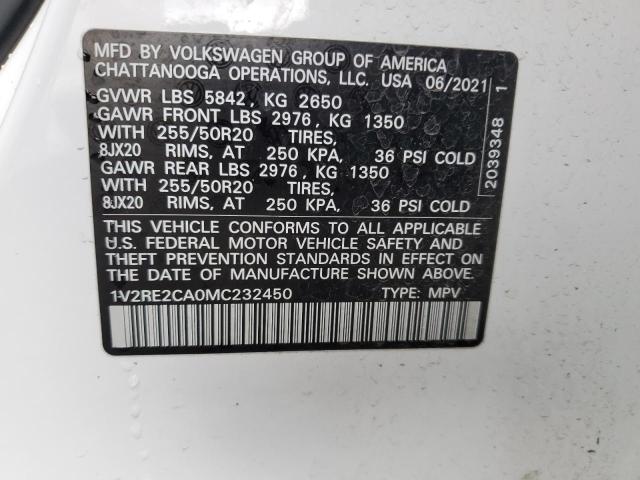 MFD BY VOLKSWAGEN GROUP OF AMERICA
CHATTANOOGA OPERATIONS, LLC. USA 06/2021
GVWR LBS 5842, KG 2650
GAWR FRONT LBS 2976, KG 1350
WITH 255/50R20 TIRES,
8JX20 RIMS, AT 250 KPA, 36 PSI COLD
GAWR REAR LBS 2976, KG 1350
WITH 255/50R20 TIRES,
8JX20 RIMS, AT 250 KPA, 36 PSI COLD
THIS VEHICLE CONFORMS TO ALL APPLICABLE
U.S. FEDERAL MOTOR VEHICLE SAFETY AND
THEFT PREVENTION STANDARDS IN EFFECT ON
THE DATE OF MANUFACTURE SHOWN ABOVE.
1V2RE2CA0MC232450 TYPE: MPV
2039348 1